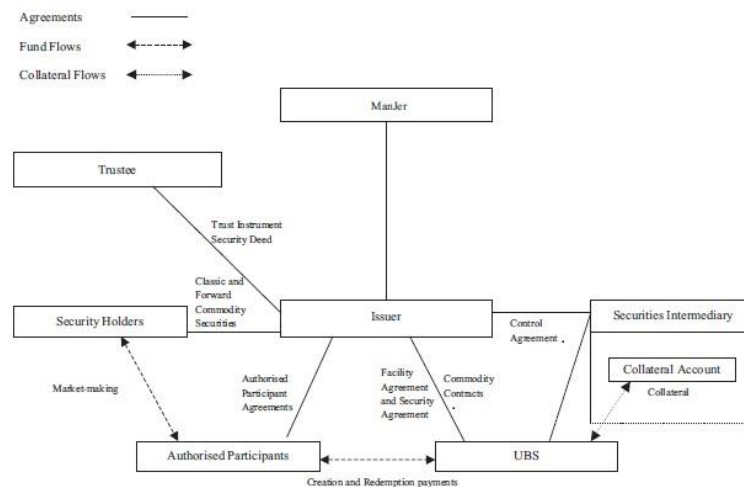 Agreements
Fund Flows
Collateral Flows
ManJer
Trustee
Trust Instrument
Security Deed
Classic and
Forward
Commodity
Securities
Security Holders
Issuer
Securities Intermediary
Control
Agreement .
Collateral Account
Collateral
Market-making
Authorised
Participant
Agreements
Facility
Agreement
and Security
Agreement
Commodity
Contracts
.
Authorised Participants
UBS
Creation and Redemption payments